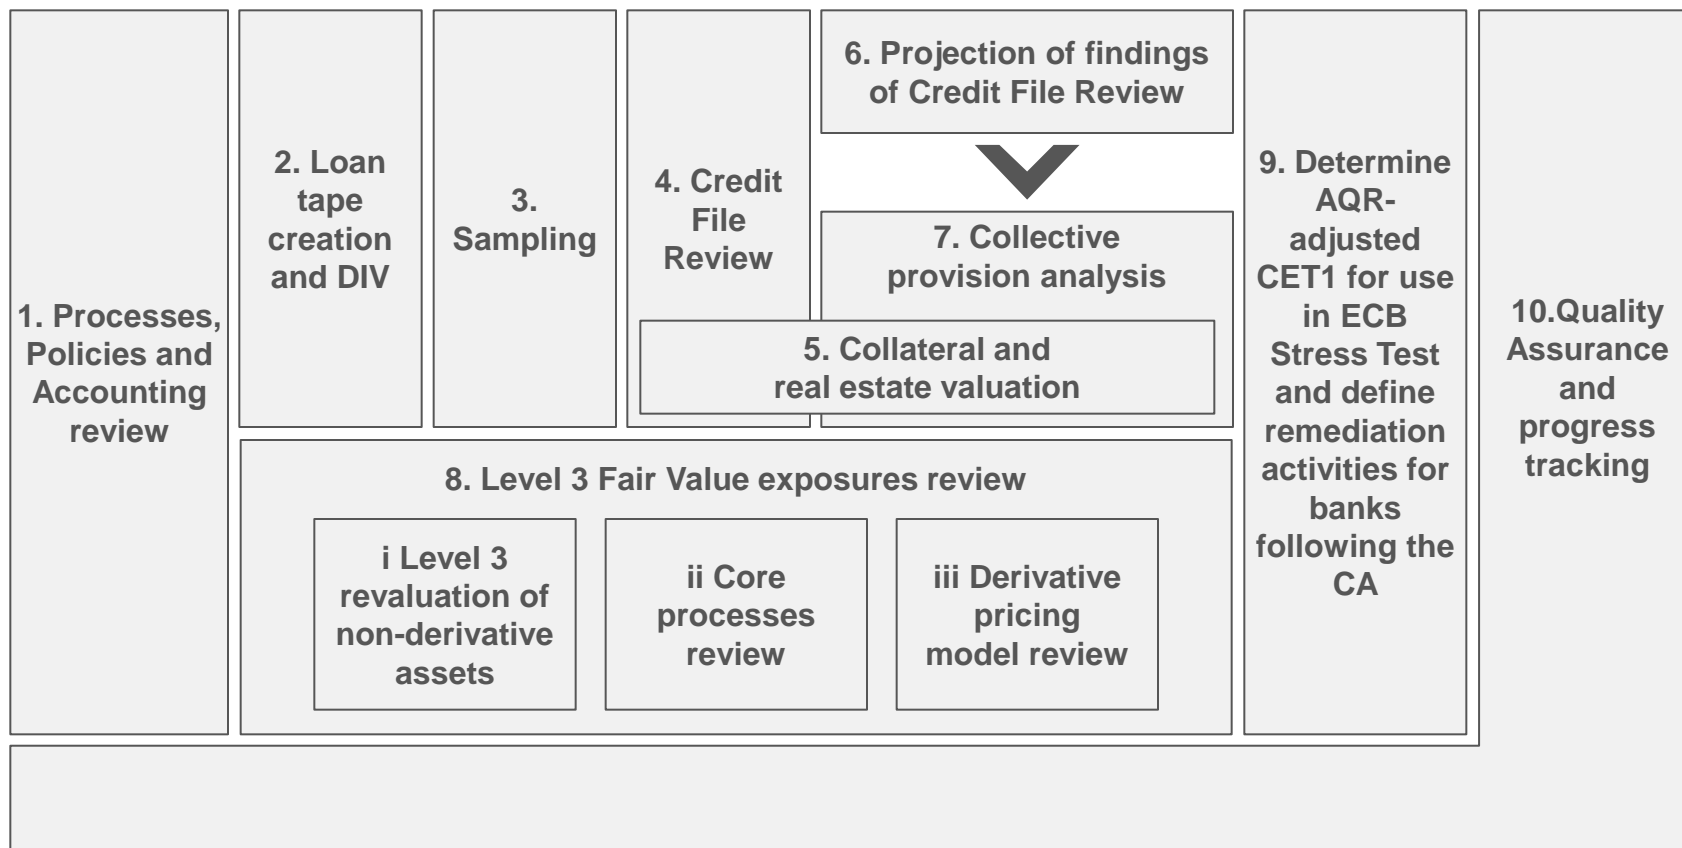 1. Processes,
Policies and
Accounting
review
2. Loan
tape
creation
and DIV
3.
Sampling
4. Credit
File
Review
6. Projection of findings
of Credit File Review
7. Collective
provision analysis
5. Collateral and
real estate valuation
8. Level 3 Fair Value exposures review
i Level 3
revaluation of
non-derivative
assets
ii Core
processes
review
iii Derivative
pricing
model review
9. Determine
AQR-
adjusted
CET1 for use
in ECB
Stress Test
and define
remediation
activities for
banks
following the
CA
10.Quality
Assurance
and
progress
tracking